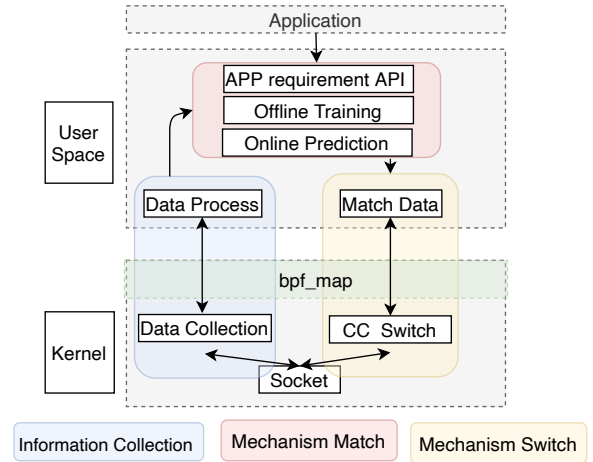 Application
APP requirement API
Offline Training
Online Prediction
User
Space
Data Process
Match Data
bpf_map
Data Collection
CC Switch
Kernel
Socket
Information Collection
Mechanism Match
Mechanism Switch